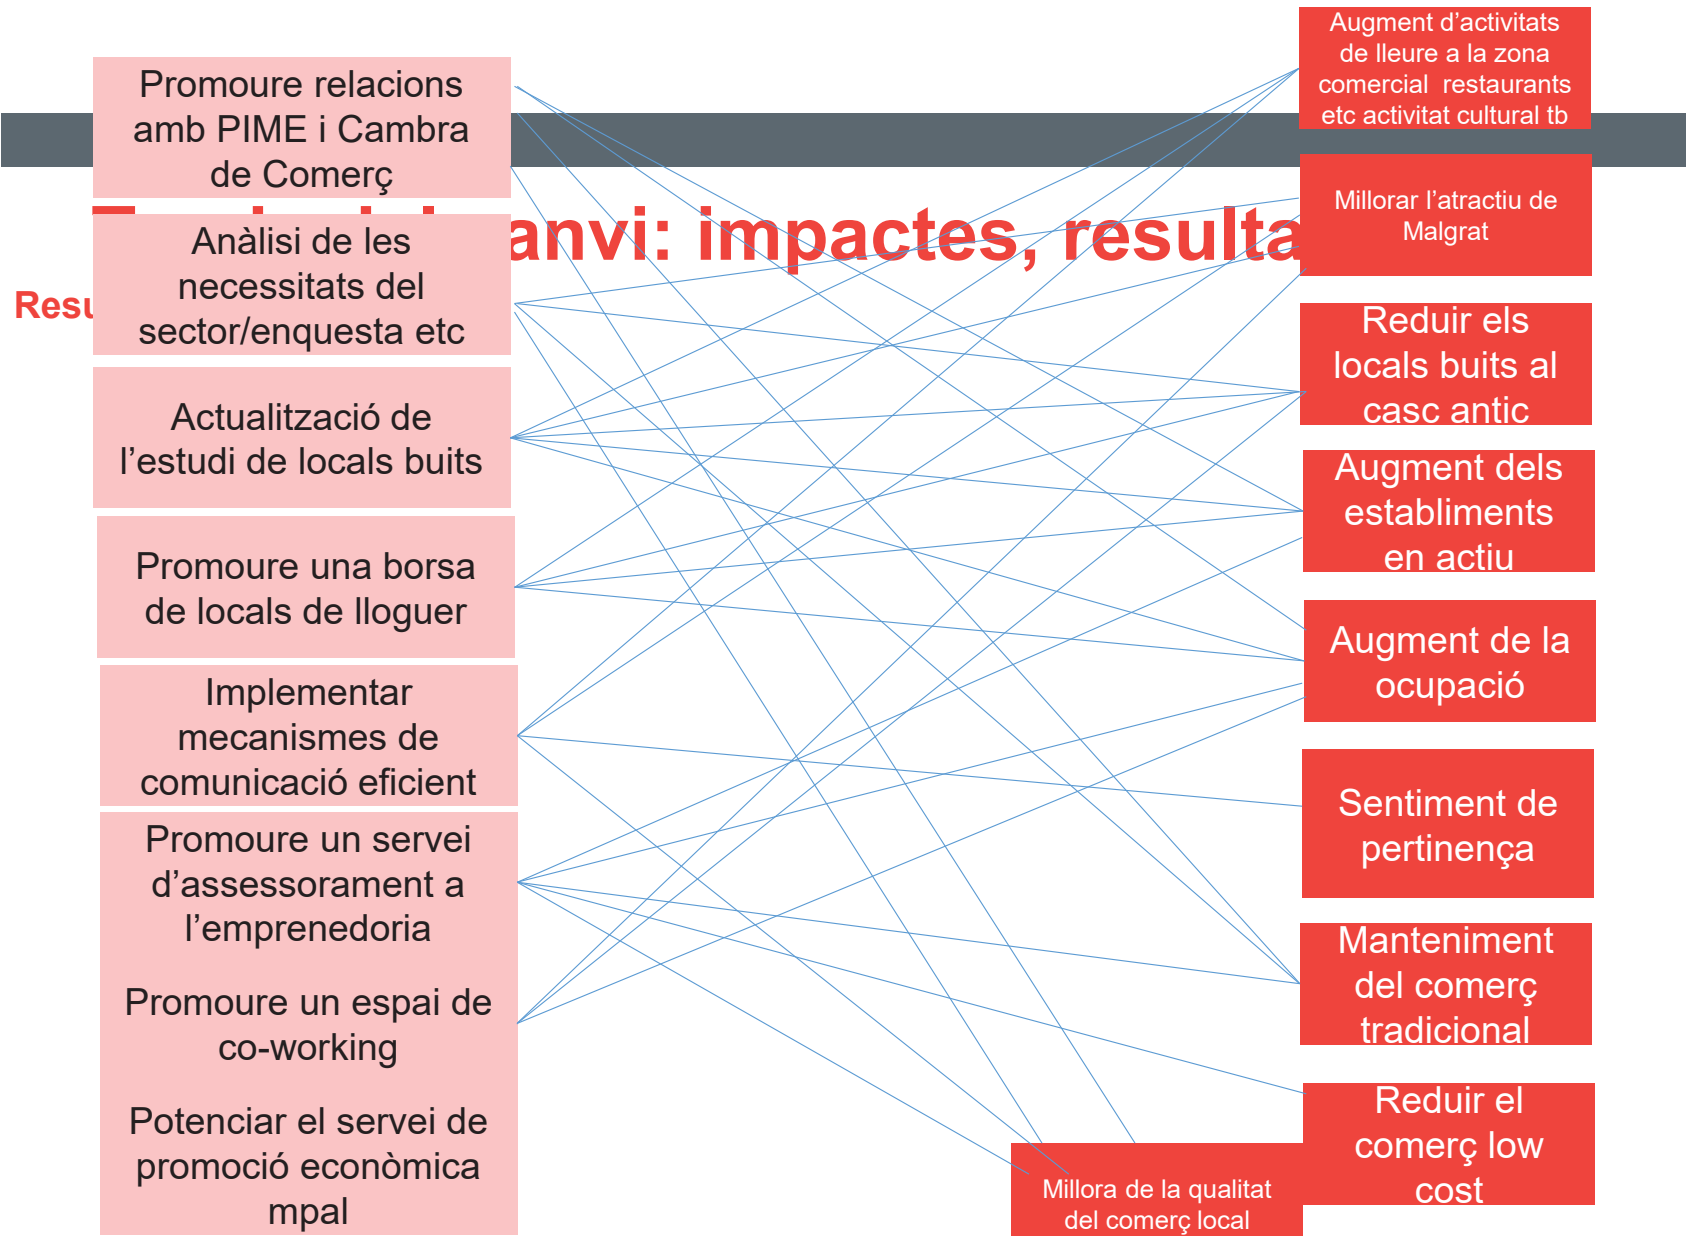 Promoure relacions
amb PIME i Cambra
de Comerç
anvi: impactes, resulta
Resu
Anàlisi de les
necessitats del
sector/enquesta etc
Actualització de
l’estudi de locals buits
Promoure una borsa
de locals de lloguer
Implementar
mecanismes de
comunicació eficient
Promoure un servei
d’assessorament a
l’emprenedoria
Promoure un espai de
co-working
Potenciar el servei de
promoció econòmica
mpal
Augment d’activitats
de lleure a la zona
comercial restaurants
etc activitat cultural tb
Millorar l’atractiu de
Malgrat
Reduir els
locals buits al
casc antic
Augment dels
establiments
en actiu
Augment de la
ocupació
Sentiment de
pertinença
Manteniment
del comerç
tradicional
Reduir el
comerç low
cost
Millora de la qualitat
del comerç local